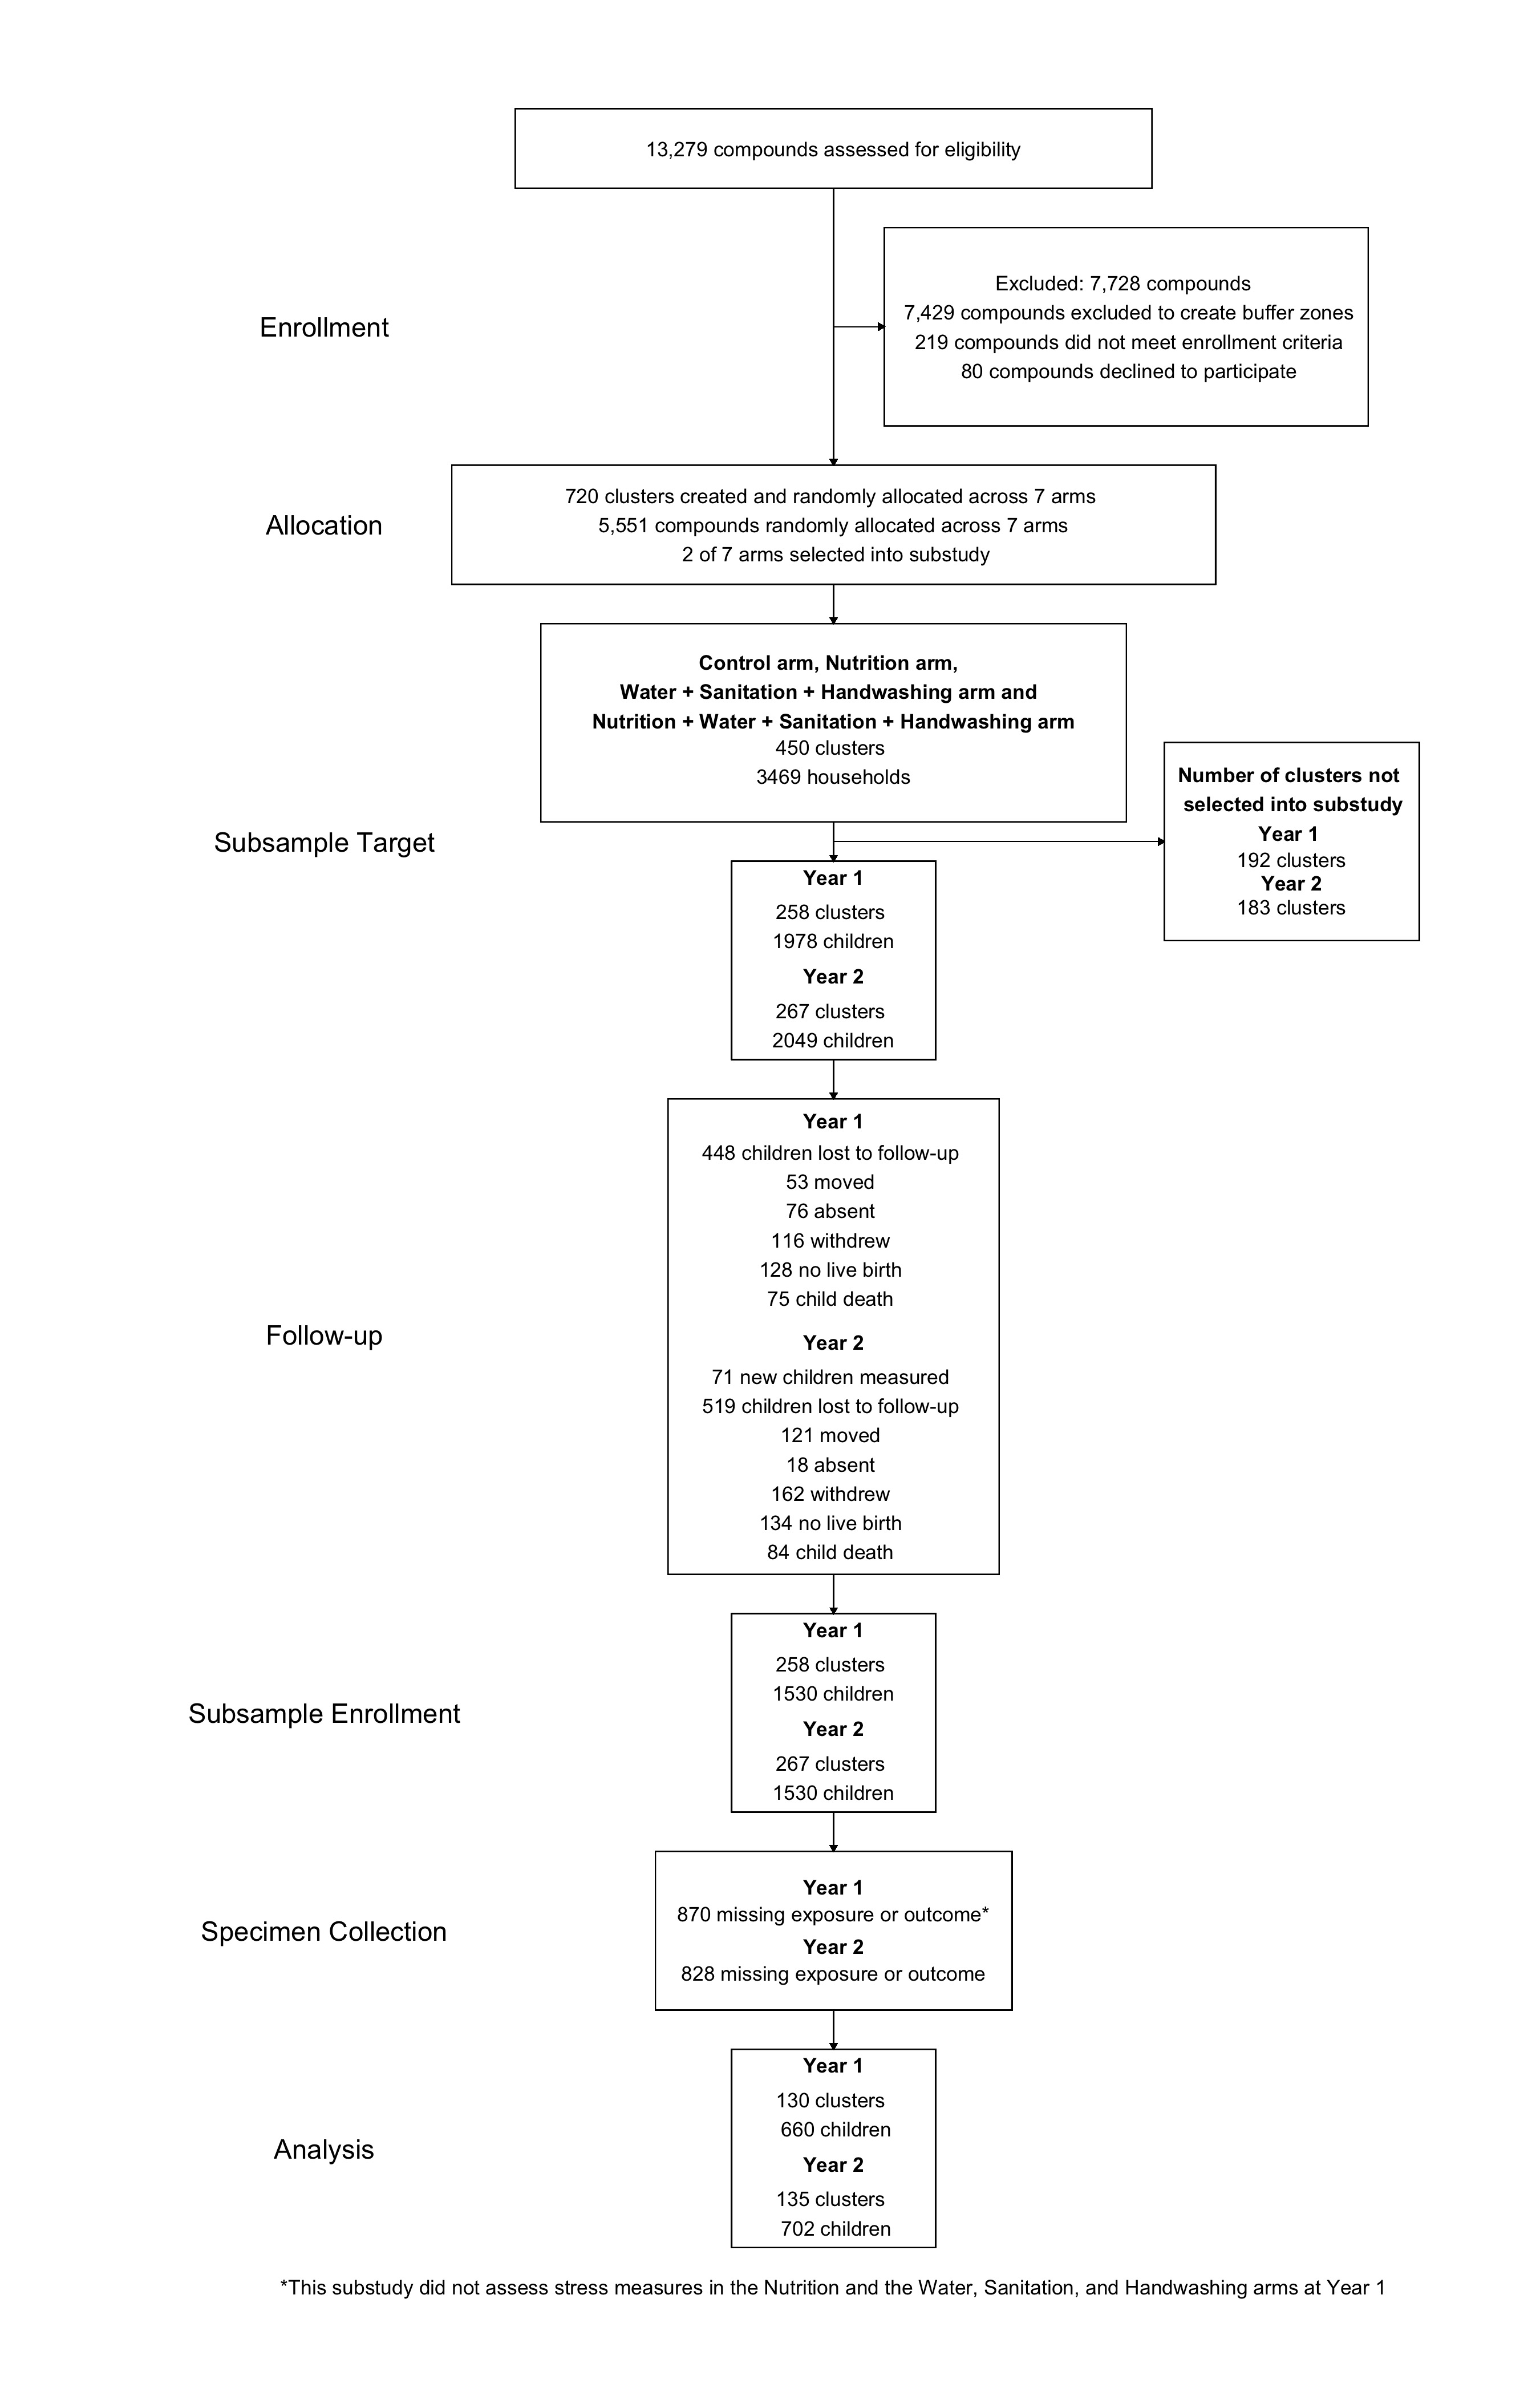 13,279 compounds assessed for eligibility
Enrollment
Excluded: 7,728 compounds
7,429 compounds excluded to create buffer zones
219 compounds did not meet enrollment criteria
80 compounds declined to participate
Allocation
720 clusters created and randomly allocated across 7 arms
5,551 compounds randomly allocated across 7 arms
2 of 7 arms selected into substudy
Control arm, Nutrition arm,
Water + Sanitation + Handwashing arm and
Nutrition + Water + Sanitation + Handwashing arm
450 clusters
3469 households
Subsample Target
Number of clusters not
selected into substudy
Year 1
192 clusters
Year 2
183 clusters
Year 1
258 clusters
1978 children
Year 2
267 clusters
2049 children
Follow-up
Year 1
448 children lost to follow-up
53 moved
76 absent
116 withdrew
128 no live birth
75 child death
Year 2
71 new children measured
519 children lost to follow-up
121 moved
18 absent
162 withdrew
134 no live birth
84 child death
Subsample Enrollment
Year 1
258 clusters
1530 children
Year 2
267 clusters
1530 children
Specimen Collection
Year 1
870 missing exposure or outcome*
Year 2
828 missing exposure or outcome
Analysis
Year 1
130 clusters
660 children
Year 2
135 clusters
702 children
*This substudy did not assess stress measures in the Nutrition and the Water, Sanitation, and Handwashing arms at Year 1